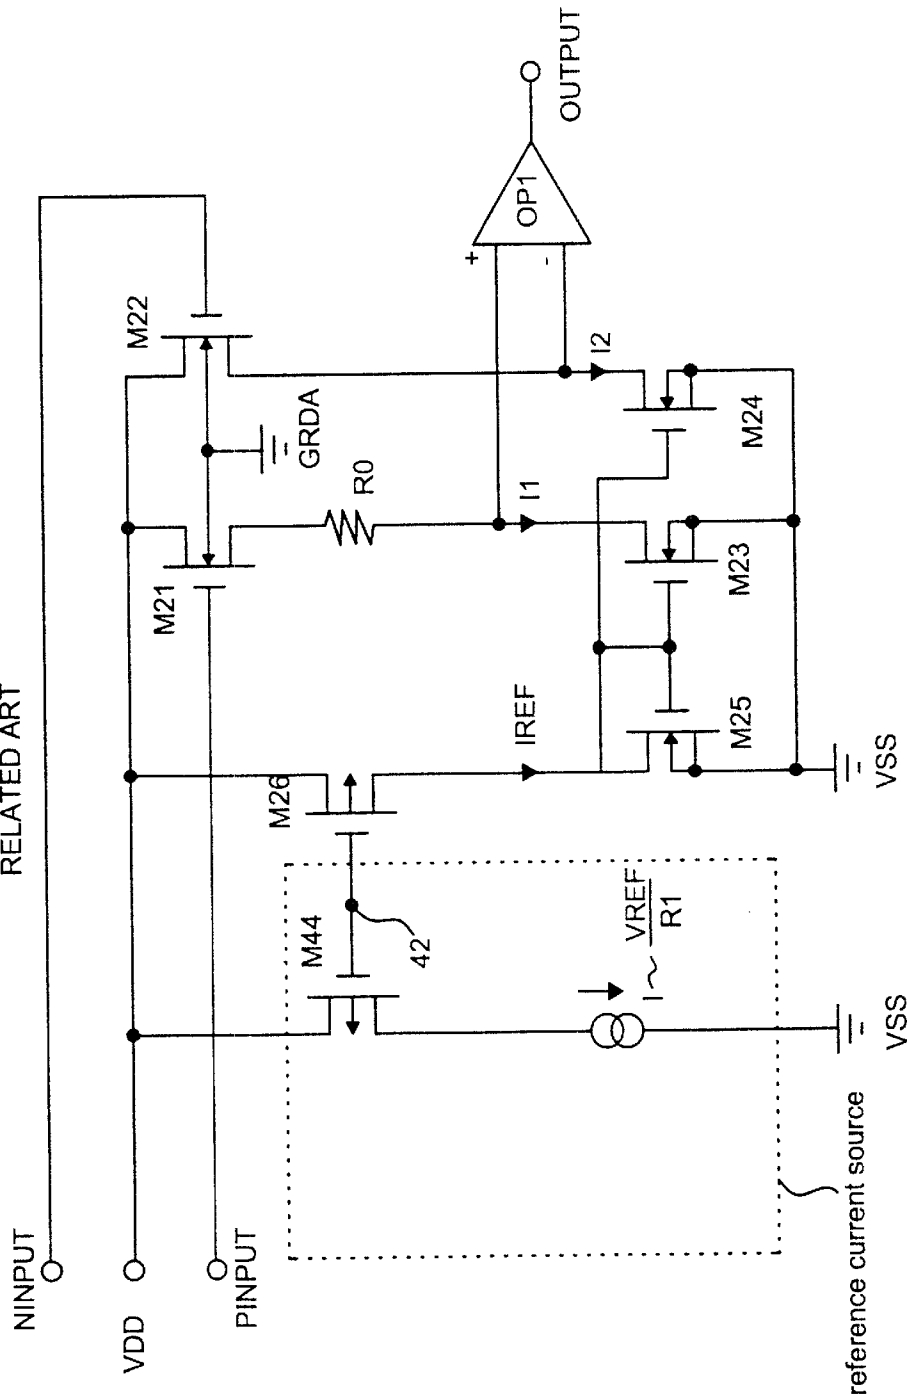 RELATED ART
NINPUT
VDD
PINPUT
M22
M21
GRDA
R0
M26
M44
42
IREF
I1
I2
+
-
OP1
OUTPUT
VREF
R1
I
M25
M23
M24
VSS
VSS
reference current source